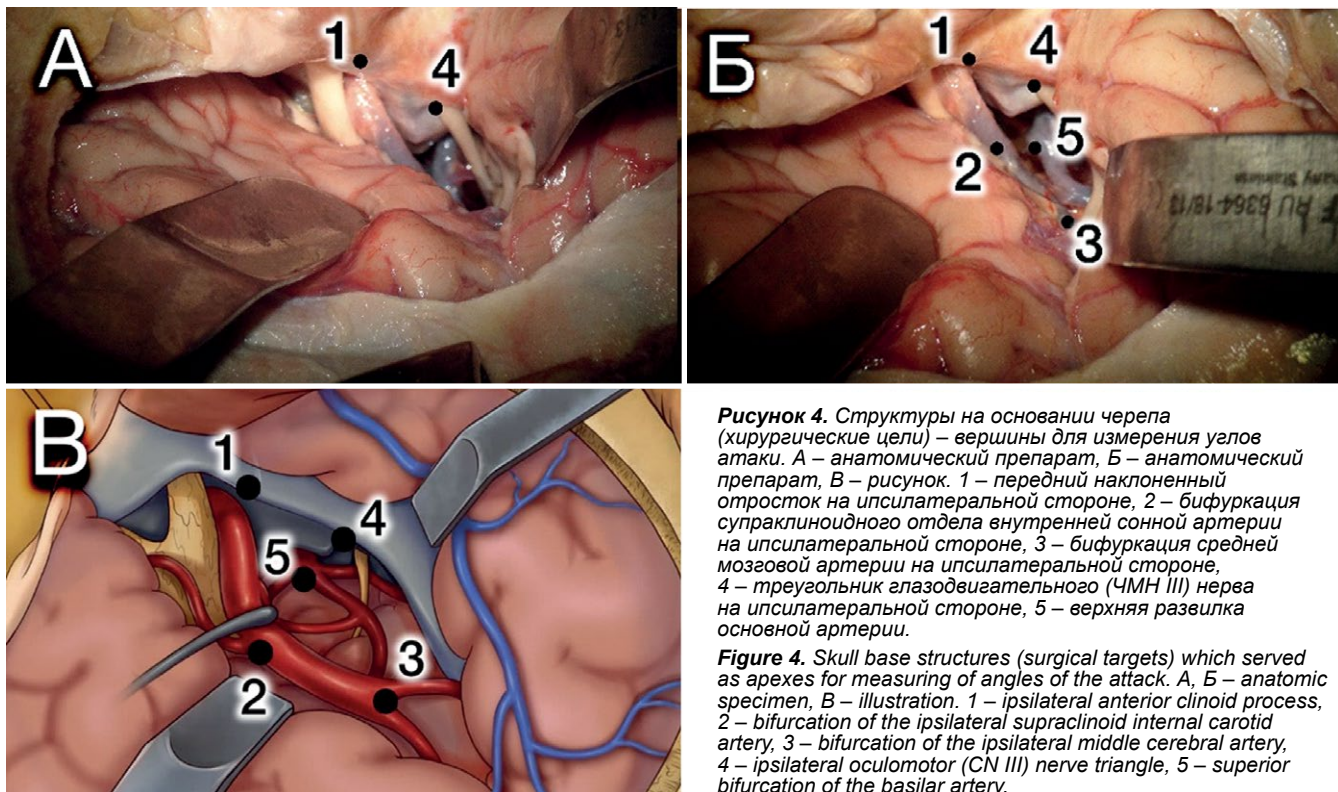 А
1
4
Б
1
4
5
2
3
RU 6364-18/13
В
1
4
5
3
2
Рисунок 4. Структуры на основании черепа
(хирургические цели) – вершины для измерения углов
атаки. А – анатомический препарат, Б – анатомический
препарат, В – рисунок. 1 – передний наклоненный
отросток на ипсилатеральной стороне, 2 – бифуркация
супраклиноидного отдела внутренней сонной артерии
на ипсилатеральной стороне, 3 – бифуркация средней
мозговой артерии на ипсилатеральной стороне,
4 – треугольник глазодвигательного (ЧМН III) нерва
на ипсилатеральной стороне, 5 – верхняя развилка
основной артерии.
Figure 4. Skull base structures (surgical targets) which served
as apexes for measuring of angles of the attack. А, Б – anatomic
specimen, В – illustration. 1 – ipsilateral anterior clinoid process,
2 – bifurcation of the ipsilateral supraclinoid internal carotid
artery, 3 – bifurcation of the ipsilateral middle cerebral artery,
4 – ipsilateral oculomotor (CN III) nerve triangle, 5 – superior
bifurcation of the basilar artery.